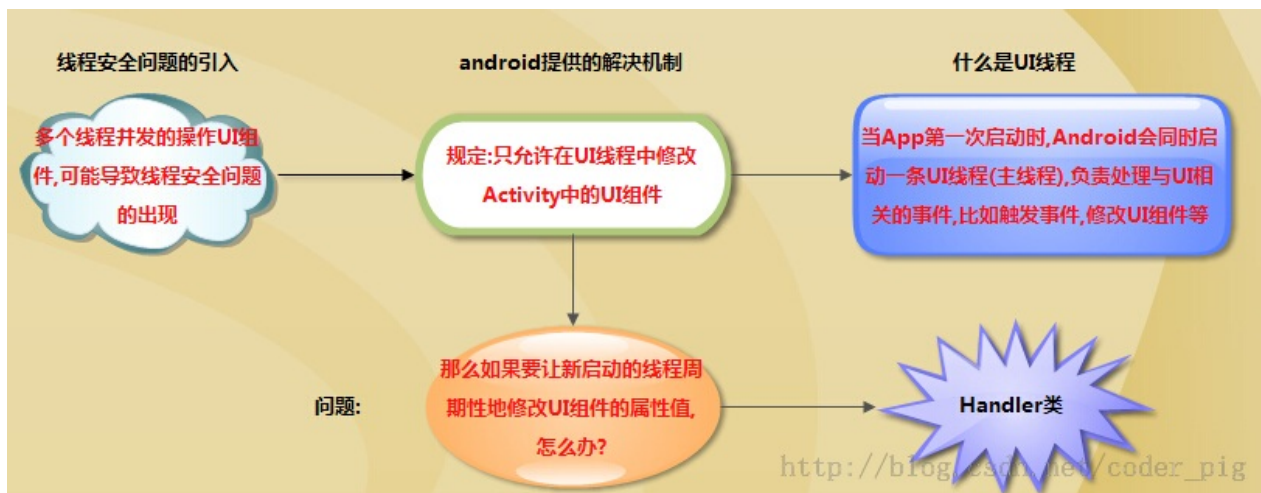 线程安全问题的引入
android提供的解决机制
什么是UI线程
多个线程并发的操作UI组
件,可能导致线程安全问题
的出现
规定:只允许在UI线程中修改
Activity中的UI组件
当App第一次启动时,Android会同时启
动一条UI线程(主线程),负责处理与UI相
关的事件,比如触发事件,修改UI组件等
问题:
那么如果要让新启动的线程周
期性地修改UI组件的属性值,
怎么办?
Handler类
http://blog.csdn.net/coder_pig